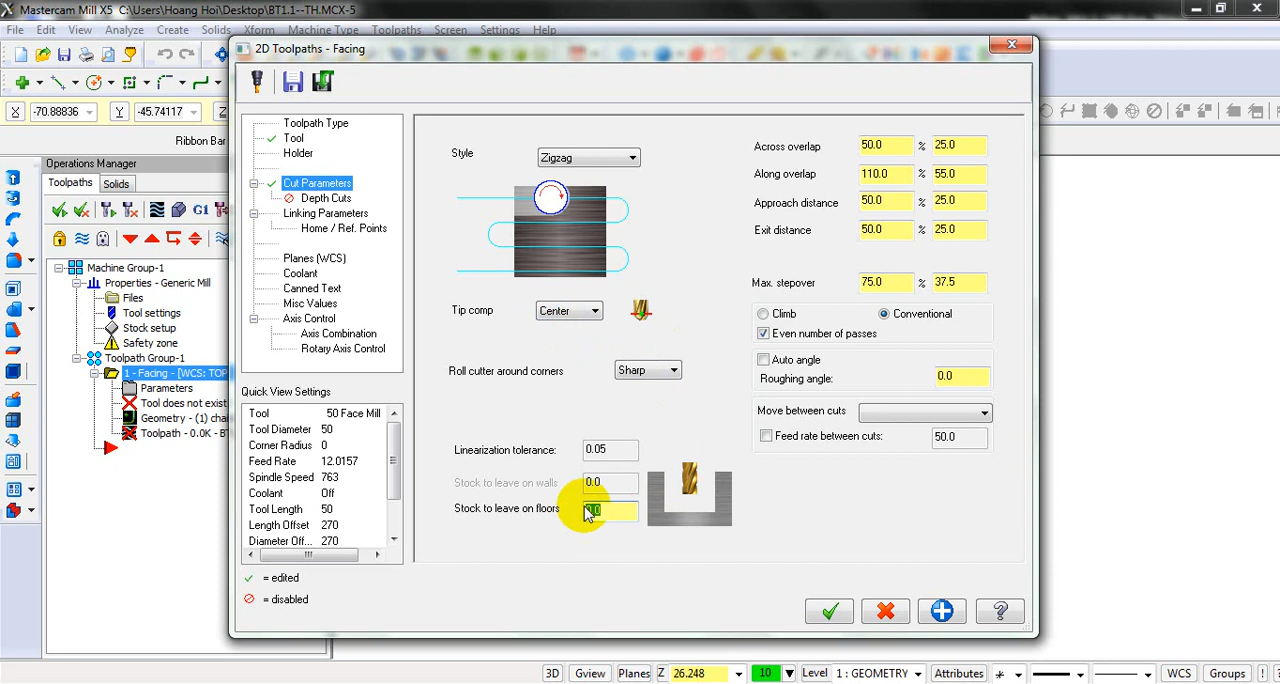 Mastercam Mill X5 C:\Users\Hoang Hoi\Desktop\BT1.1--TH.MCX-5
File Edit View Analyze Create Solids Xform Machine Type Toolpaths Screen Settings Help
2D Toolpaths - Facing
X -70.88836 Y -45.74117 Z
Ribbon Bar
Operations Manager
Toolpaths Solids
G1
Machine Group-1
Properties - Generic Mill
Files
Tool settings
Stock setup
Safety zone
Toolpath Group-1
1 - Facing - [WCS: TOP
Parameters
Tool does not exist
Geometry - (1) cha
Toolpath - 0.0K - B
Toolpath Type
Tool
Holder
Cut Parameters
Depth Cuts
Linking Parameters
Home / Ref. Points
Planes (WCS)
Coolant
Canned Text
Misc Values
Axis Control
Axis Combination
Rotary Axis Control
Quick View Settings
Tool 50 Face Mill
Tool Diameter 50
Corner Radius 0
Feed Rate 12.0157
Spindle Speed 763
Coolant Off
Tool Length 50
Length Offset 270
Diameter Off... 270
= edited
= disabled
Style Zigzag
Tip comp Center
Roll cutter around corners Sharp
Linearization tolerance: 0.05
Stock to leave on walls 0.0
Stock to leave on floors 0.0
Across overlap 50.0 % 25.0
Along overlap 110.0 % 55.0
Approach distance 50.0 % 25.0
Exit distance 50.0 % 25.0
Max. stepover 75.0 % 37.5
Climb Conventional
Even number of passes
Auto angle
Roughing angle: 0.0
Move between cuts
Feed rate between cuts: 50.0
3D Gview Planes Z 26.248 10 Level 1 : GEOMETRY Attributes WCS Groups